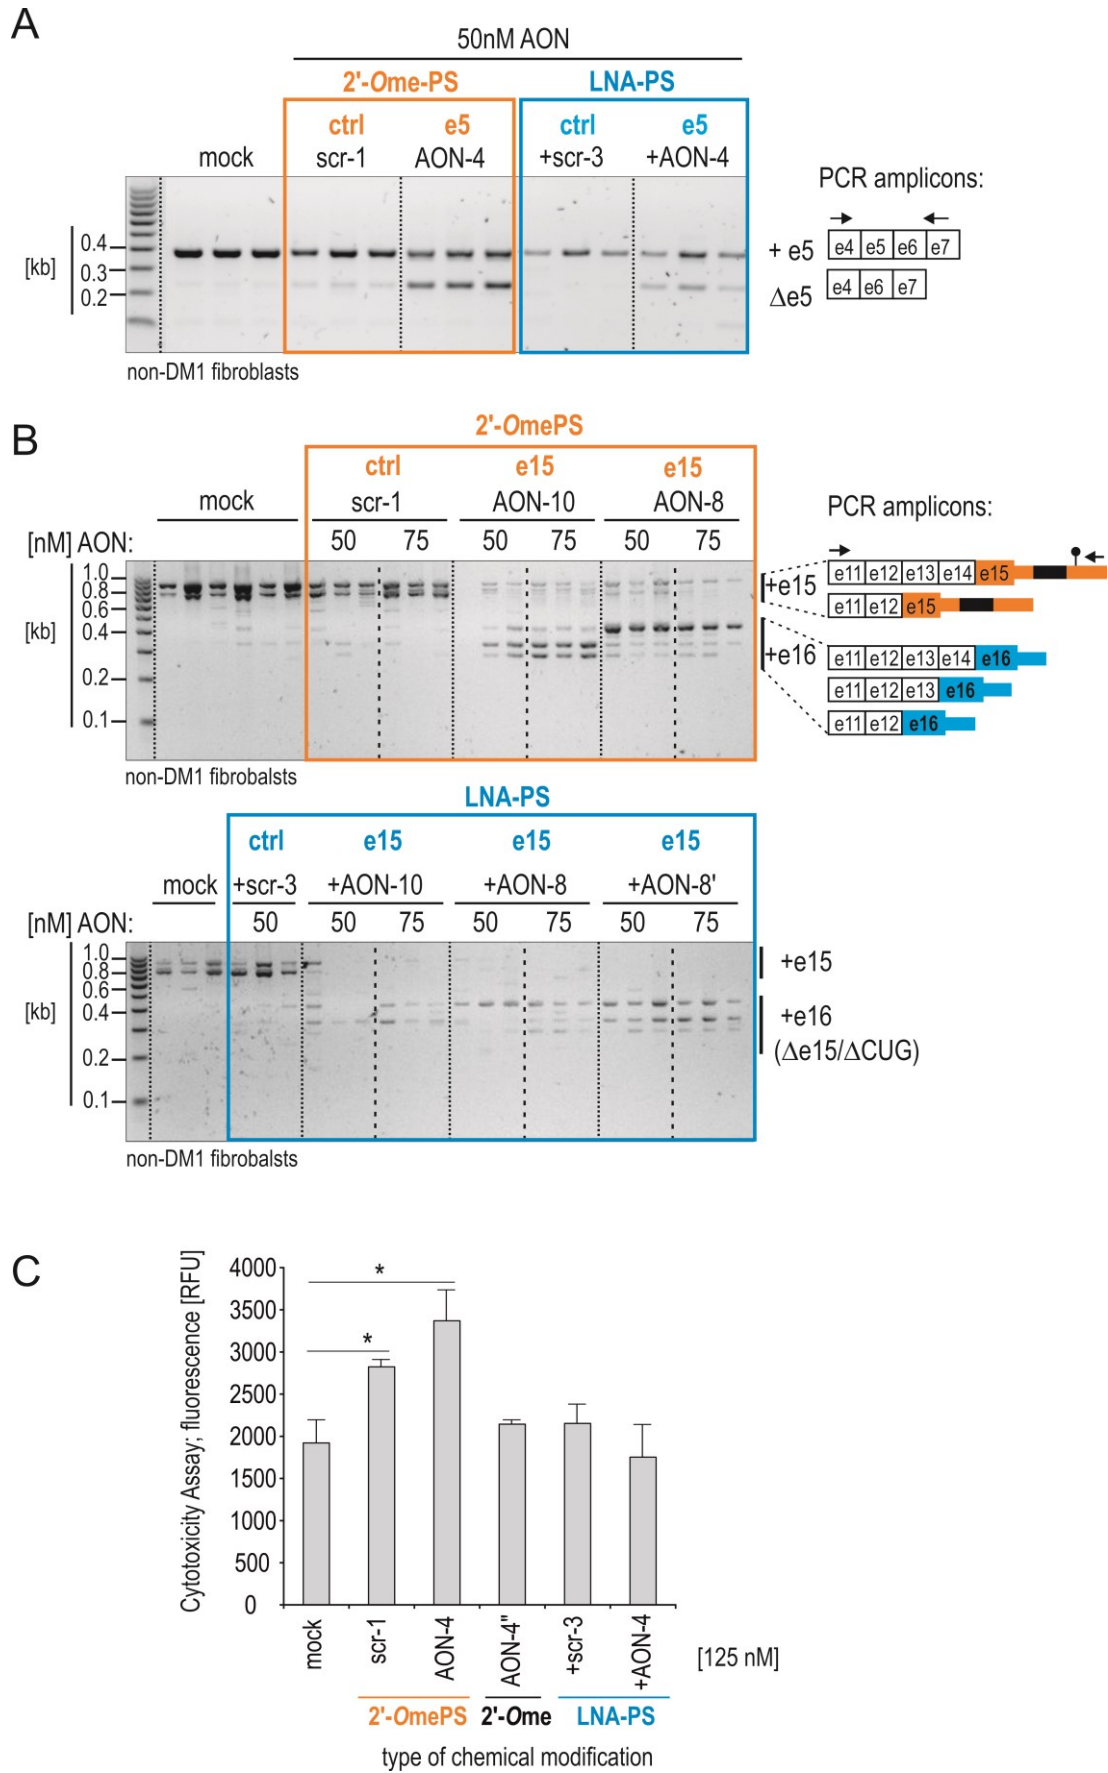 A
50nM AON
2'-Ome-PS LNA-PS
ctrl e5 ctrl e5
mock scr-1 AON-4 +scr-3 +AON-4
PCR amplicons:
[kb]
0.4
0.3
0.2
+ e5 e4 e5 e6 e7
Δe5 e4 e6 e7
non-DM1 fibroblasts
B
2'-OmePS
ctrl e15 e15
mock scr-1 AON-10 AON-8
PCR amplicons:
[nM] AON: 50 75 50 75 50 75
[kb]
1.0
0.8
0.6
0.4
0.2
0.1
+e15
e11 e12 e13 e14 e15
e11 e12 e15
+e16
e11 e12 e13 e14 e16
e11 e12 e13 e16
e11 e12 e16
non-DM1 fibrobalsts
LNA-PS
ctrl e15 e15 e15
mock +scr-3 +AON-10 +AON-8 +AON-8'
[nM] AON: 50 50 75 50 75 50 75
[kb]
1.0
0.8
0.6
0.4
0.2
0.1
+e15
+e16
(Δe15/ΔCUG)
non-DM1 fibrobalsts
C
Cytotoxicity Assay; fluorescence [RFU]
4000
3500
3000
2500
2000
1500
1000
500
0
*
*
mock scr-1 AON-4 AON-4" +scr-3 +AON-4
[125 nM]
2'-OmePS 2'-Ome LNA-PS
type of chemical modification